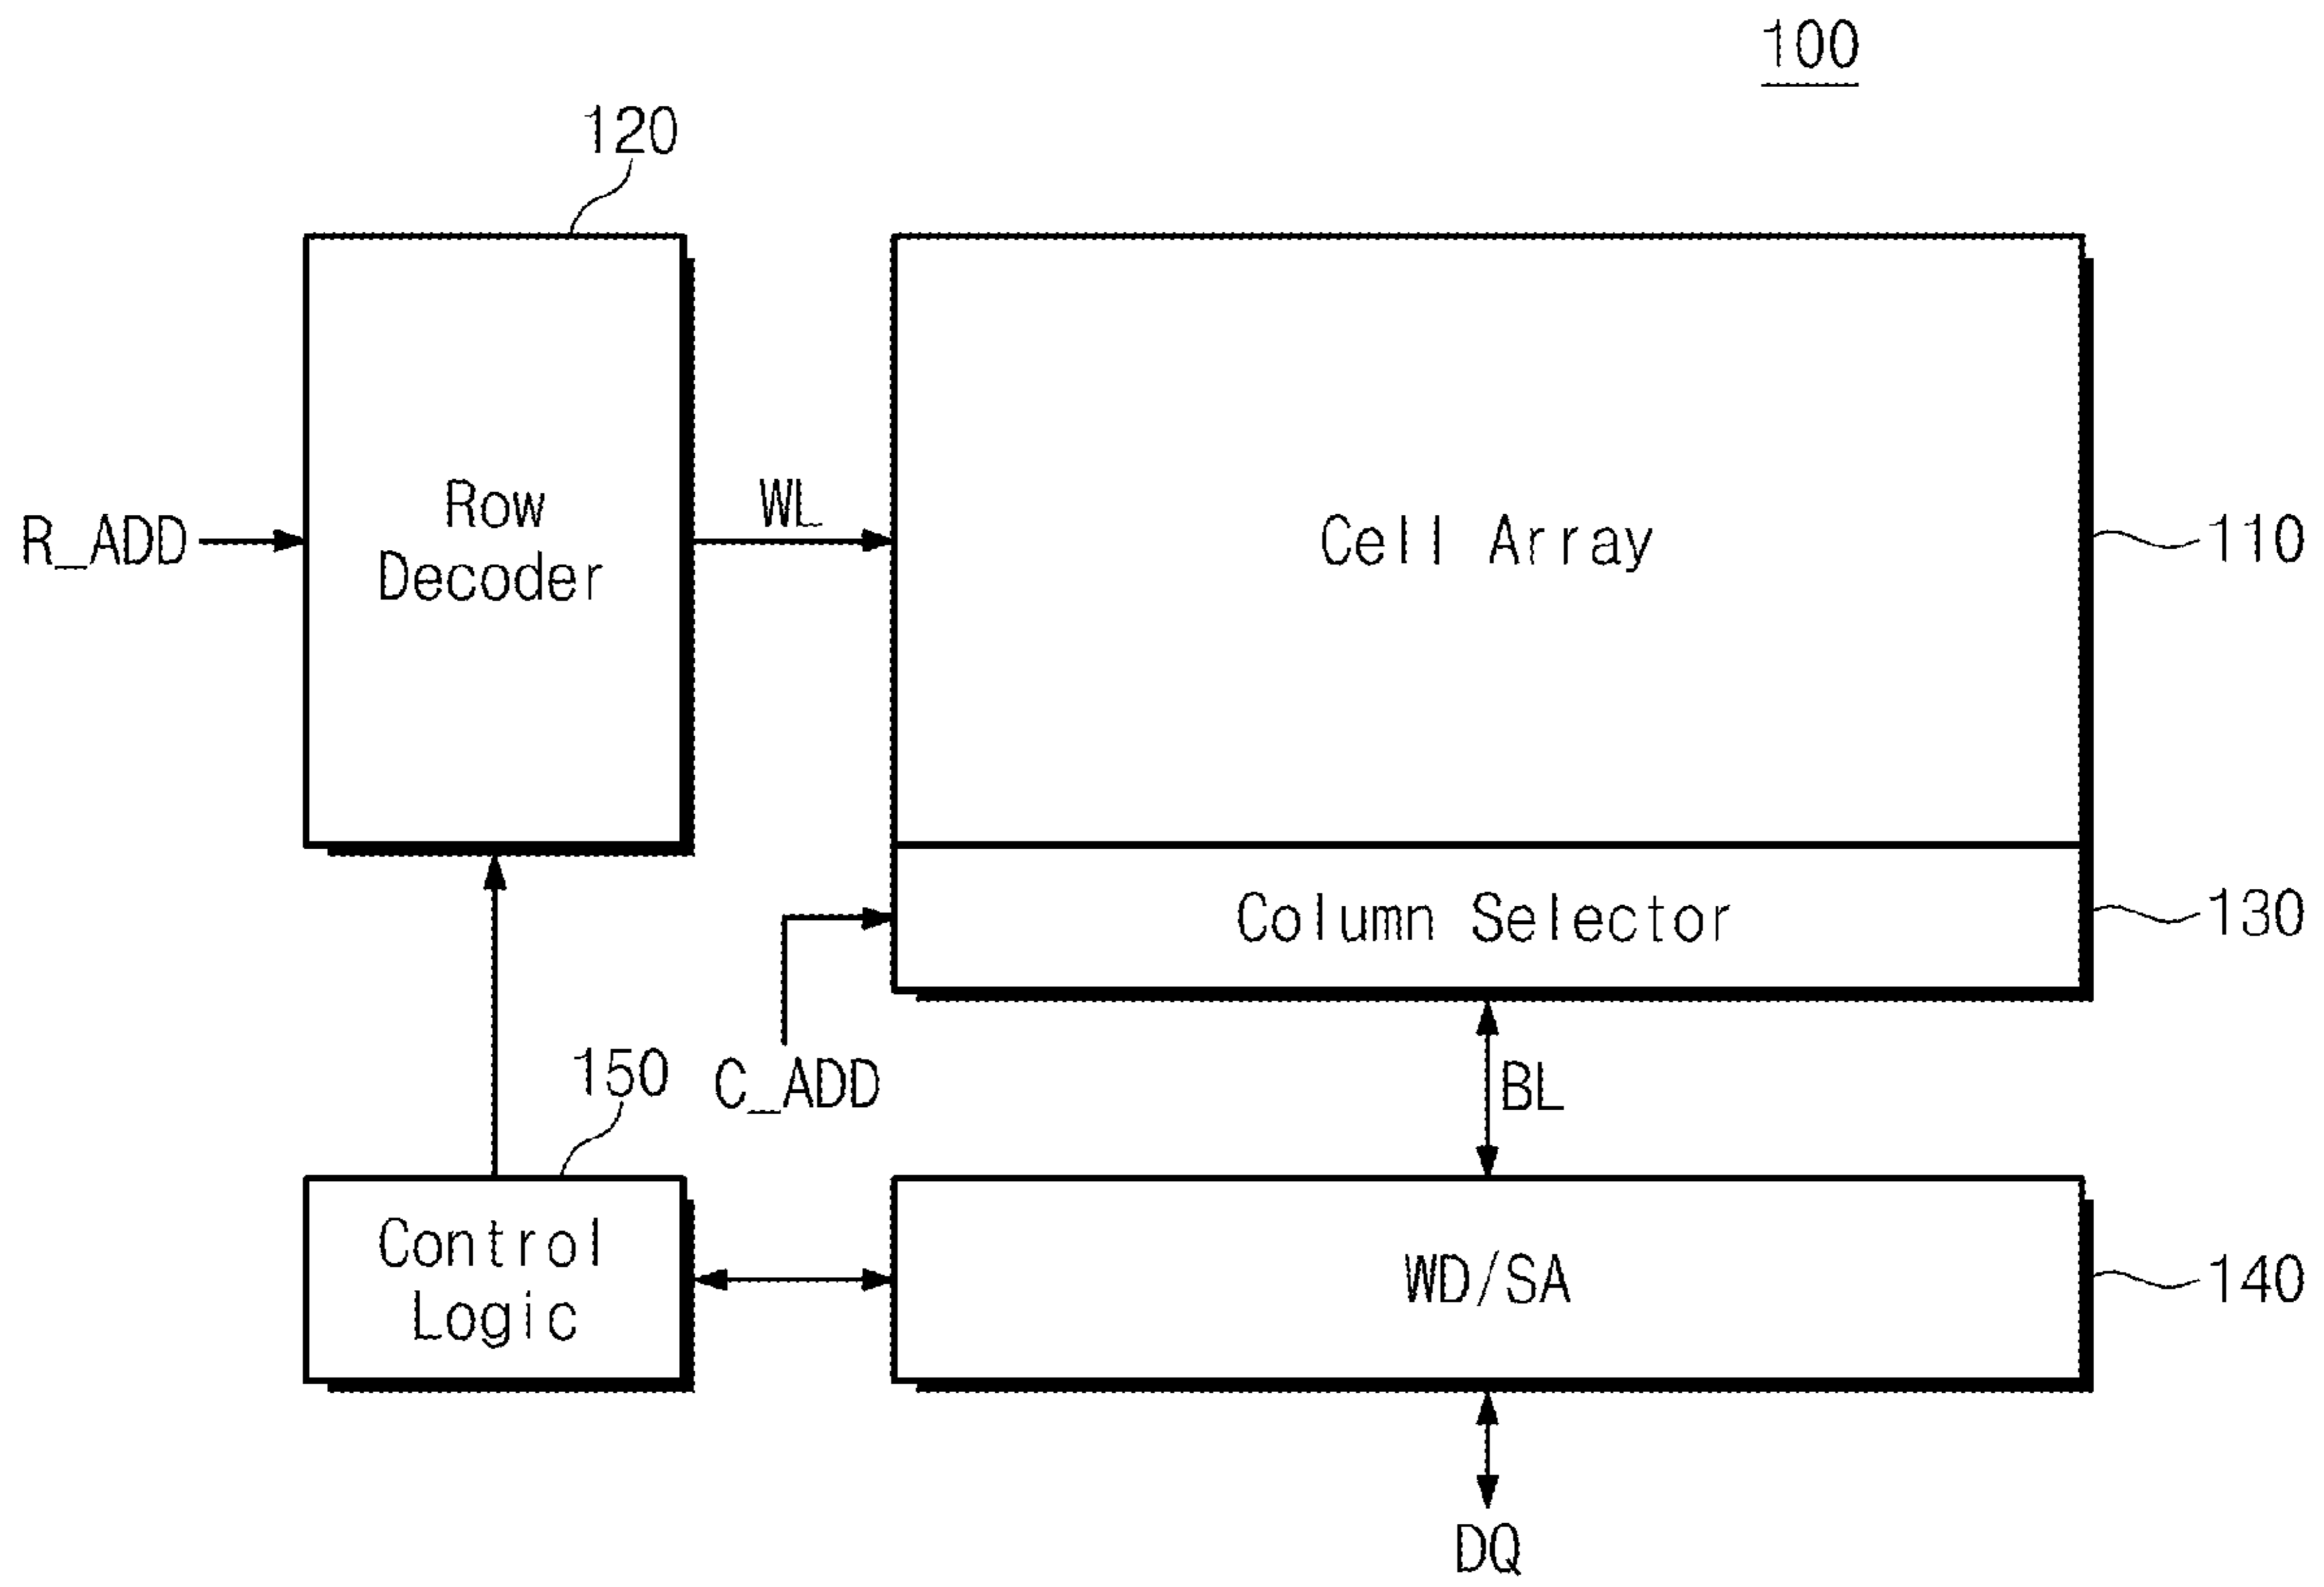 100
120
Row
Decoder
R_ADD
WL
Cell Array
110
Column Selector
130
C_ADD
150
BL
Control
Logic
WD/SA
140
DQ